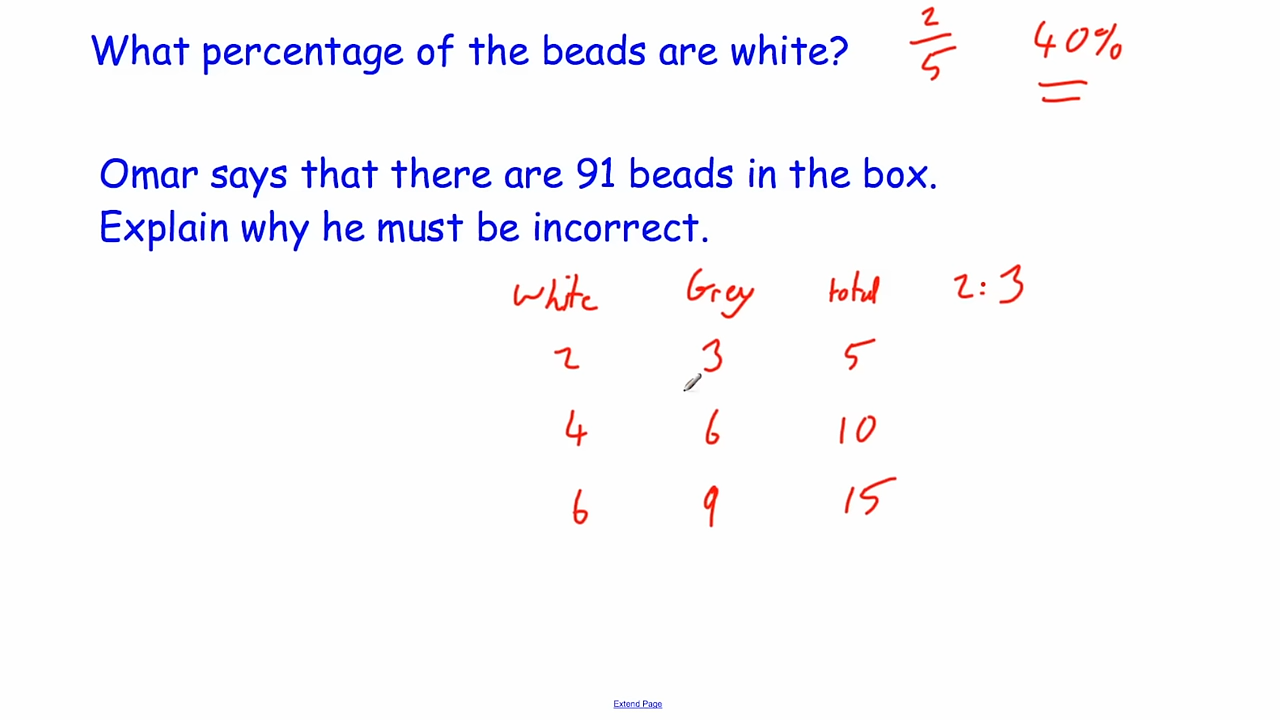 What percentage of the beads are white? 2/5 40%
Omar says that there are 91 beads in the box.
Explain why he must be incorrect.
White Grey total 2:3
2 3 5
4 6 10
6 9 15
Extend Page